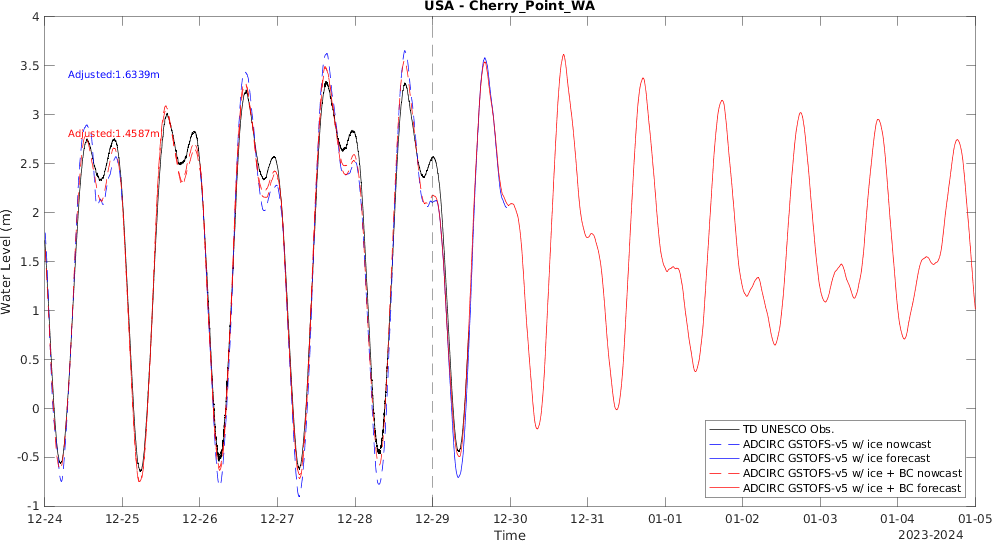 USA - Cherry_Point_WA
Water Level (m)
4
3.5
3
2.5
2
1.5
1
0.5
0
-0.5
-1
Adjusted:1.6339m
Adjusted:1.4587m
TD UNESCO Obs.
ADCIRC GSTOFS-v5 w/ ice nowcast
ADCIRC GSTOFS-v5 w/ ice forecast
ADCIRC GSTOFS-v5 w/ ice + BC nowcast
ADCIRC GSTOFS-v5 w/ ice + BC forecast
12-24 12-25 12-26 12-27 12-28 12-29 12-30 12-31 01-01 01-02 01-03 01-04 01-05
Time
2023-2024